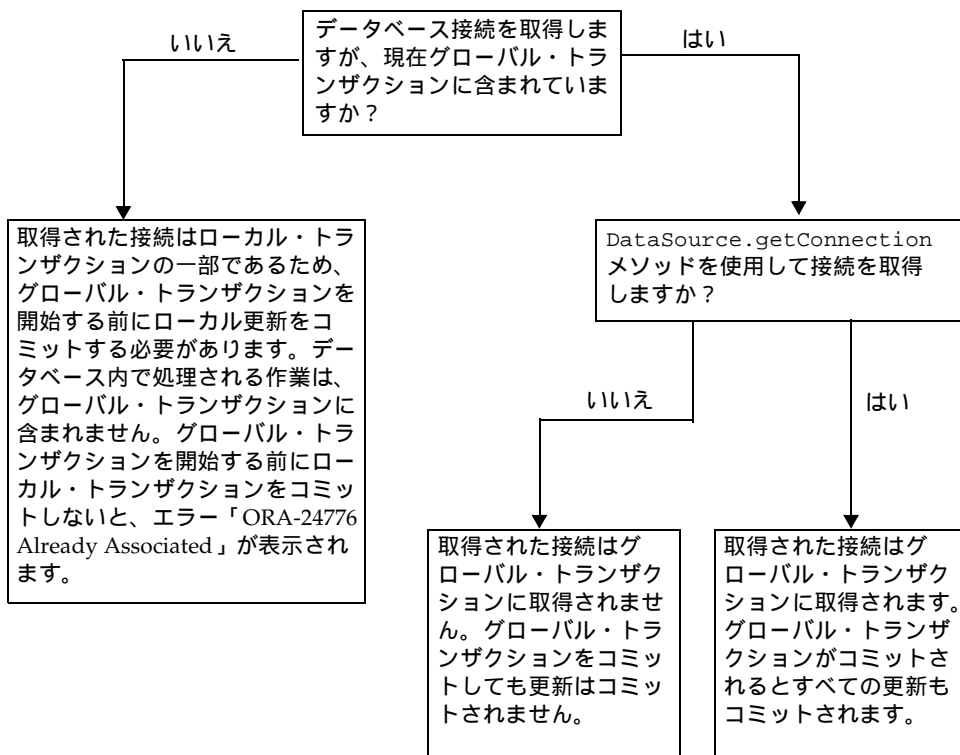 データベース接続を取得しま
すが、現在グローバル・トラ
ンザクションに含まれていま
すか？
いいえ
はい
取得された接続はローカル・トラ
ンザクションの一部であるため、
グローバル・トランザクションを
開始する前にローカル更新をコ
ミットする必要があります。デー
タベース内で処理される作業は、
グローバル・トランザクションに
含まれません。グローバル・トラ
ンザクションを開始する前にロー
カル・トランザクションをコミッ
トしないと、エラー「ORA-24776
Already Associated」が表示され
ます。
DataSource.getConnection
メソッドを使用して接続を取得
しますか？
いいえ
はい
取得された接続はグ
ローバル・トランザク
ションに取得されませ
ん。グローバル・トラ
ンザクションをコミッ
トしても更新はコミッ
トされません。
取得された接続はグ
ローバル・トランザク
ションに取得されます。
グローバル・トランザ
クションがコミットさ
れるとすべての更新も
コミットされます。